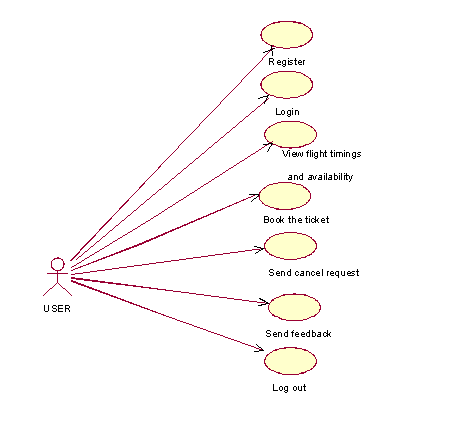 Register
Login
View flight timings
and availability
Book the ticket
Send cancel request
USER
Send feedback
Log out